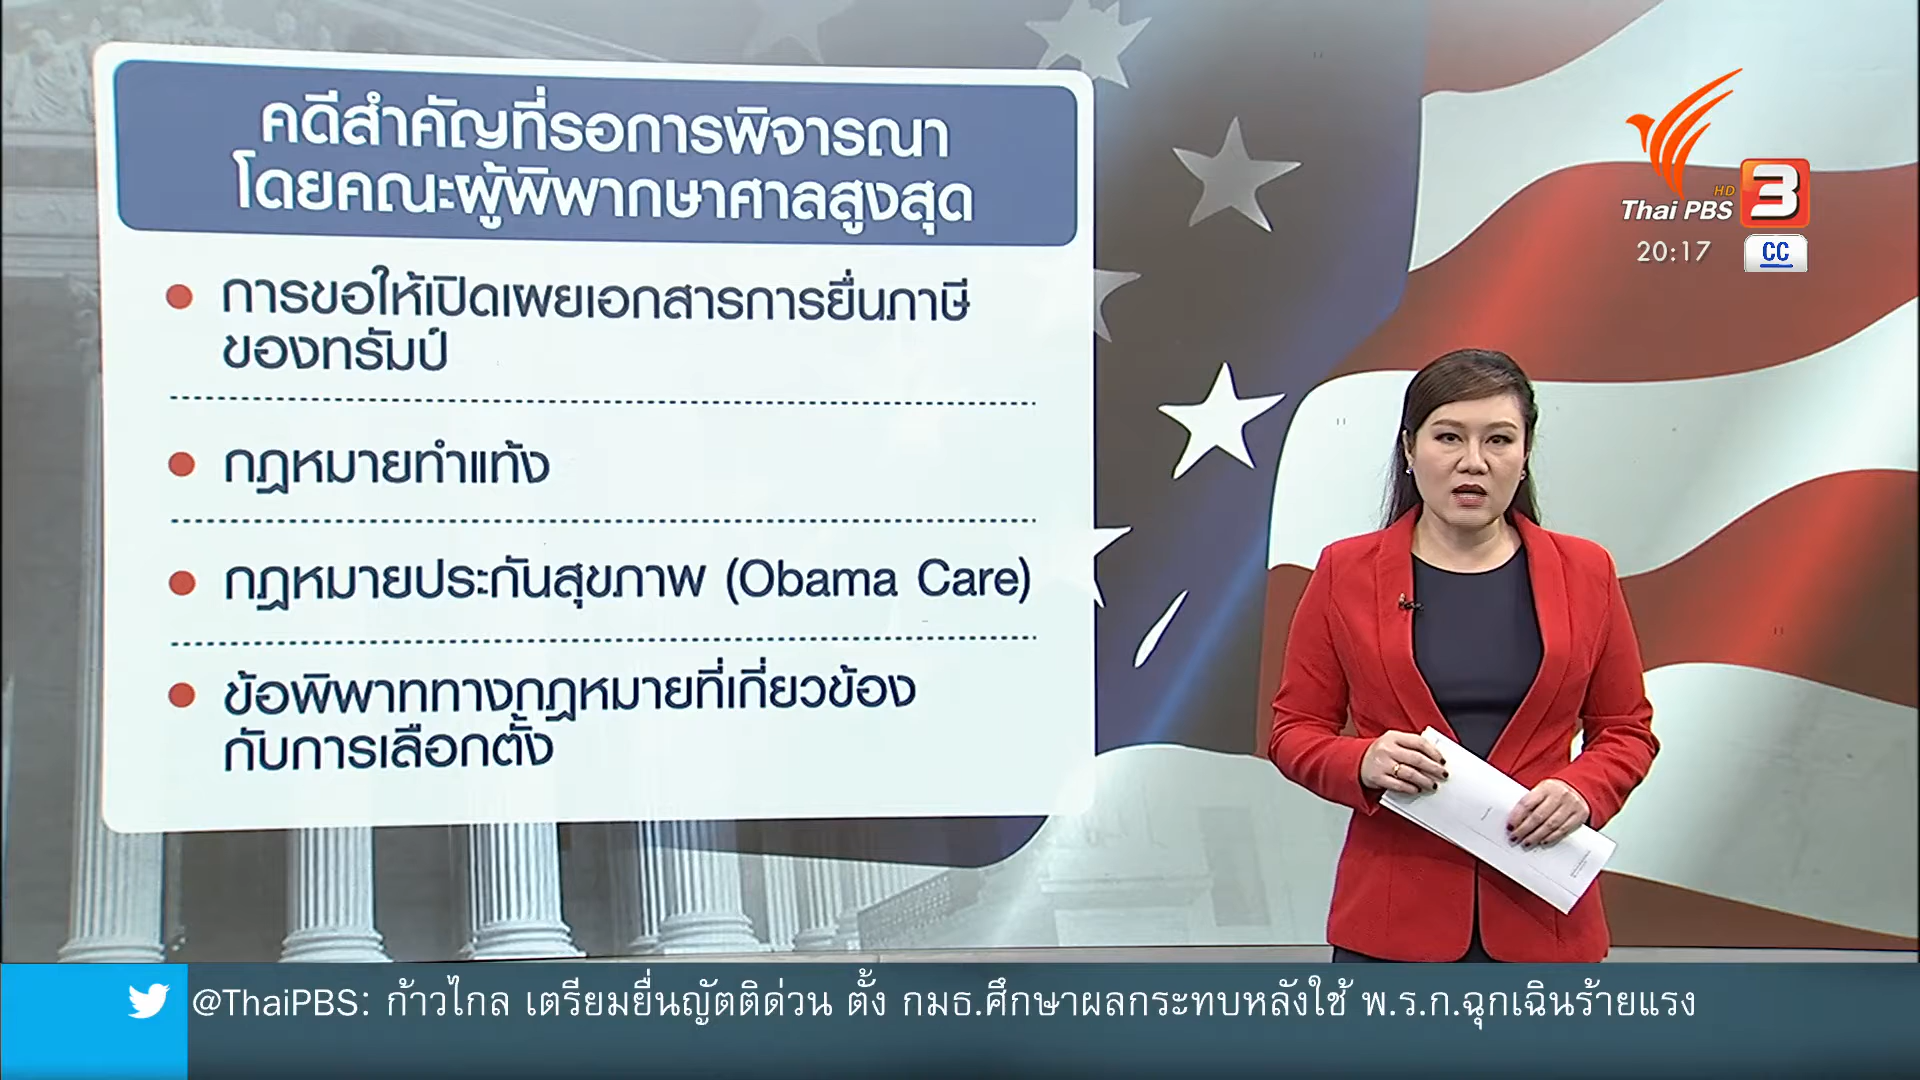 คดีสำคัญที่รอการพิจารณา
โดยคณะผู้พิพากษาศาลสูงสุด
การขอให้เปิดเผยเอกสารการยื่นภาษี
ของทรัมป์
กฎหมายทำแท้ง
กฎหมายประกันสุขภาพ (Obama Care)
ข้อพิพาททางกฎหมายที่เกี่ยวข้อง
กับการเลือกตั้ง
HD
Thai PBS 3
20:17 CC
@ThaiPBS: ก้าวไกล เตรียมยื่นญัตติด่วน ตั้ง กมธ.ศึกษาผลกระทบหลังใช้ พ.ร.ก.ฉุกเฉินร้ายแรง